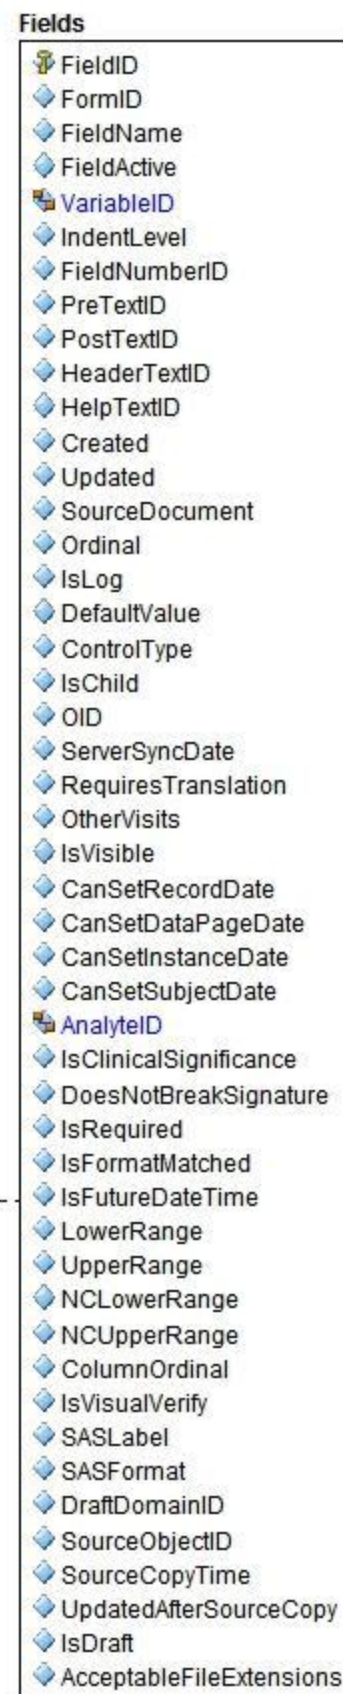 Fields
FieldID
FormID
FieldName
FieldActive
VariableID
IndentLevel
FieldNumberID
PreTextID
PostTextID
HeaderTextID
HelpTextID
Created
Updated
SourceDocument
Ordinal
IsLog
DefaultValue
ControlType
IsChild
OID
ServerSyncDate
RequiresTranslation
OtherVisits
IsVisible
CanSetRecordDate
CanSetDataPageDate
CanSetInstanceDate
CanSetSubjectDate
AnalyteID
IsClinicalSignificance
DoesNotBreakSignature
IsRequired
IsFormatMatched
IsFutureDateTime
LowerRange
UpperRange
NCLowerRange
NCUpperRange
ColumnOrdinal
IsVisualVerify
SASLabel
SASFormat
DraftDomainID
SourceObjectID
SourceCopyTime
UpdatedAfterSourceCopy
IsDraft
AcceptableFileExtensions